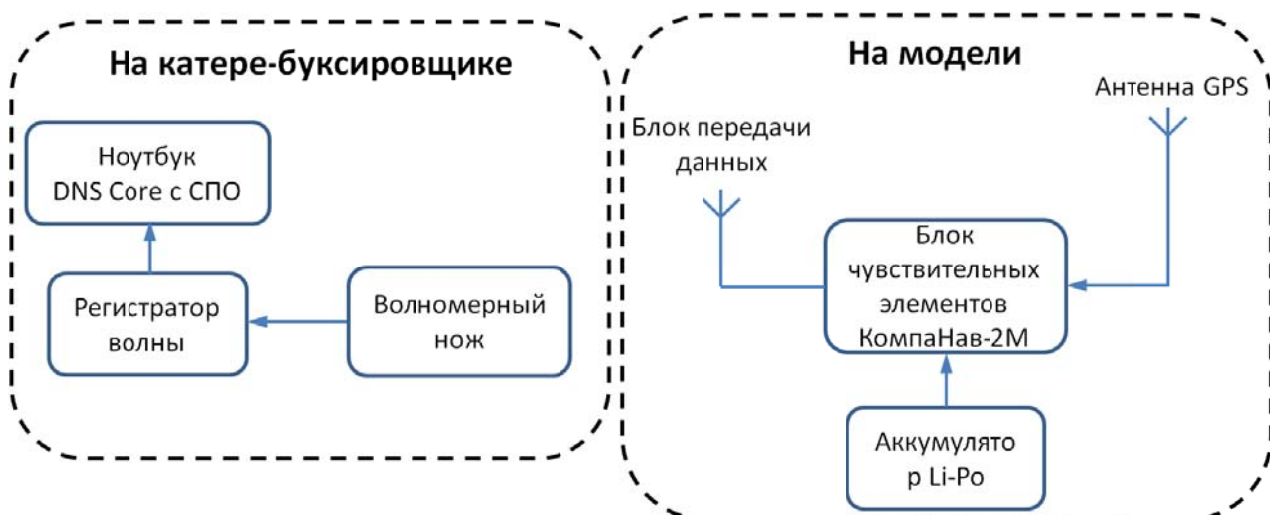 На катере-буксировщике
Ноутбук
DNS Core с СПО
Регистратор
волны
Волномерный
нож
На модели
Антенна GPS
Блок передачи
данных
Блок
чувствительных
элементов
КомпаНав-2М
Аккумулято
р Li-Po